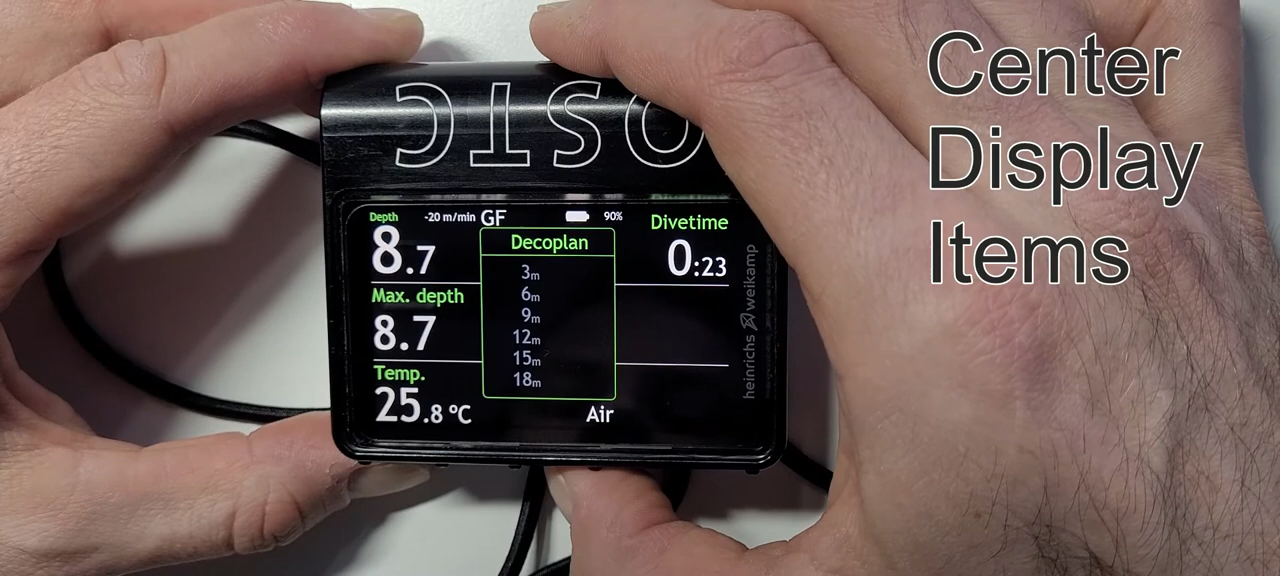 Center
Display
Items
OSTC
Depth -20 m/min GF 90% Divetime
8.7
0:23
Decoplan
3m
6m
9m
12m
15m
18m
Max. depth
8.7
Temp.
25.8 °C
Air
heinrichs weikamp